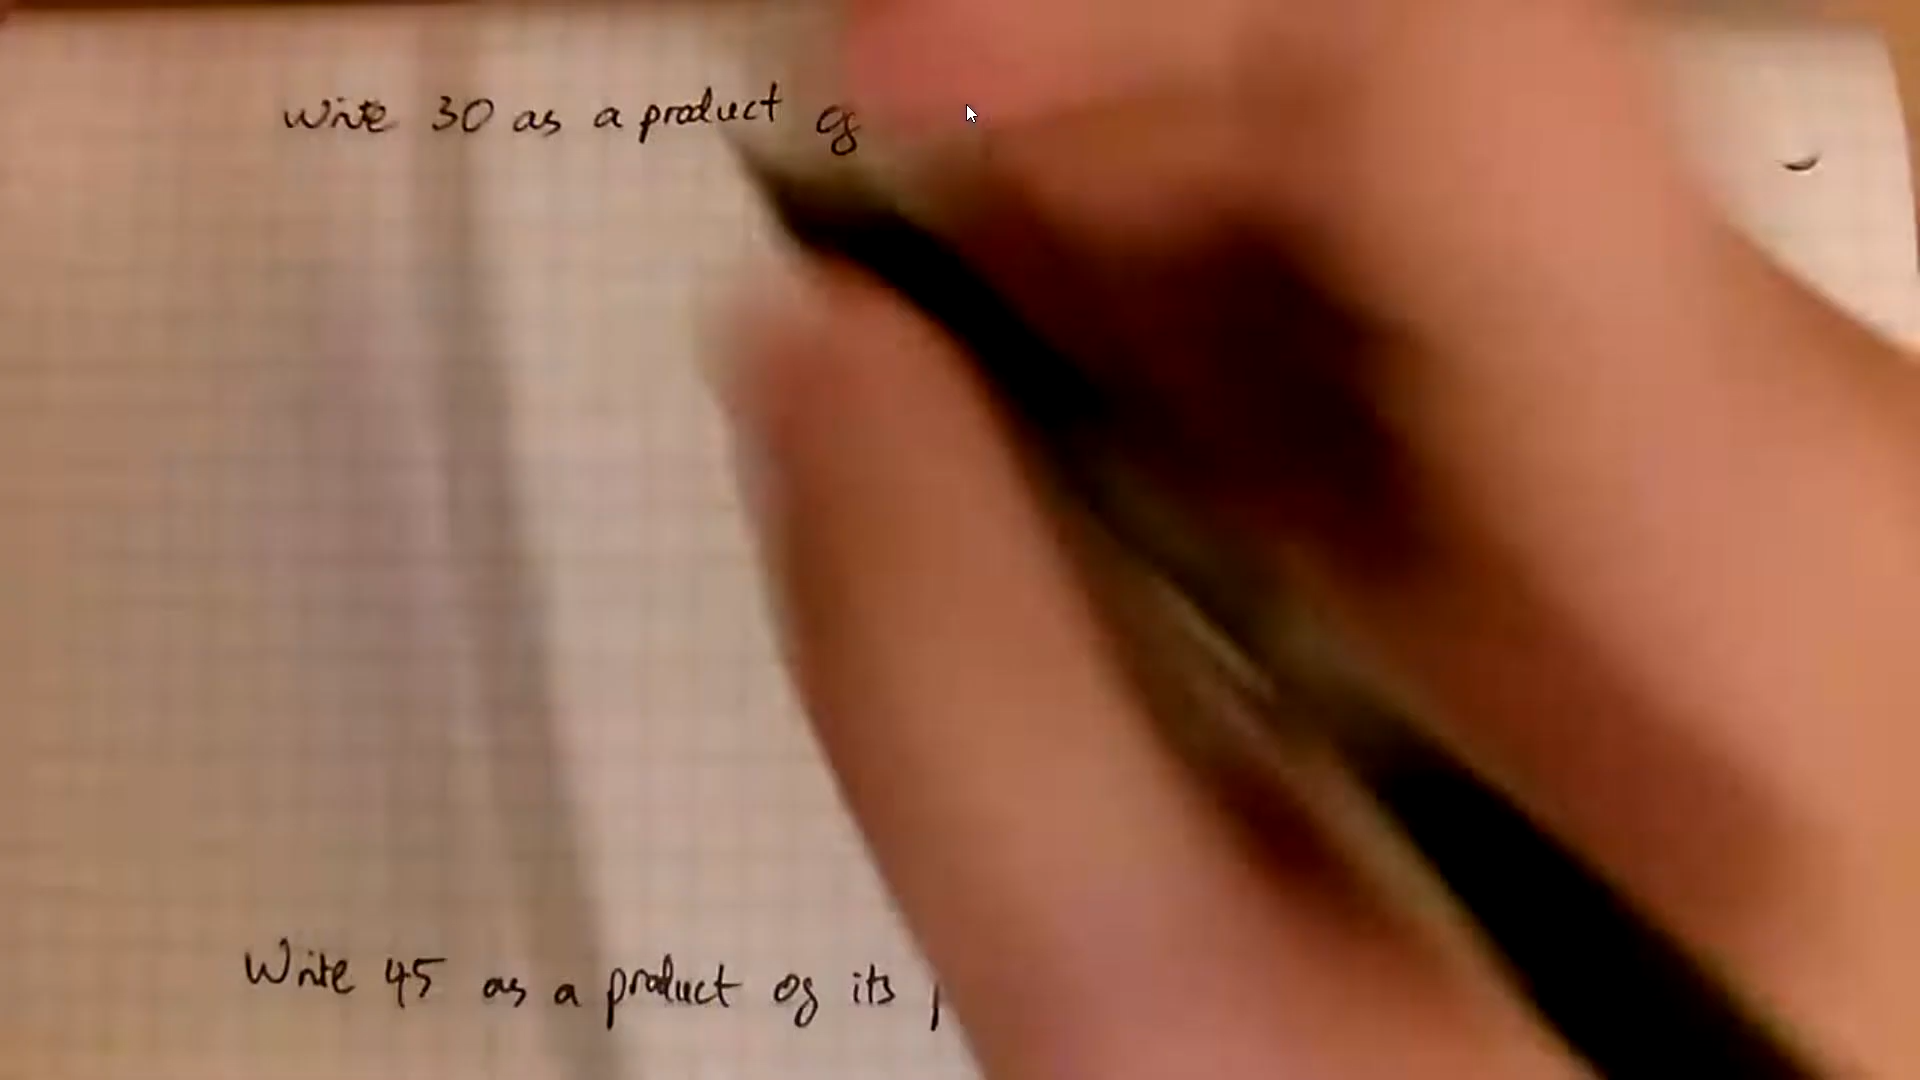 Write 30 as a product of
Write 45 as a product of its